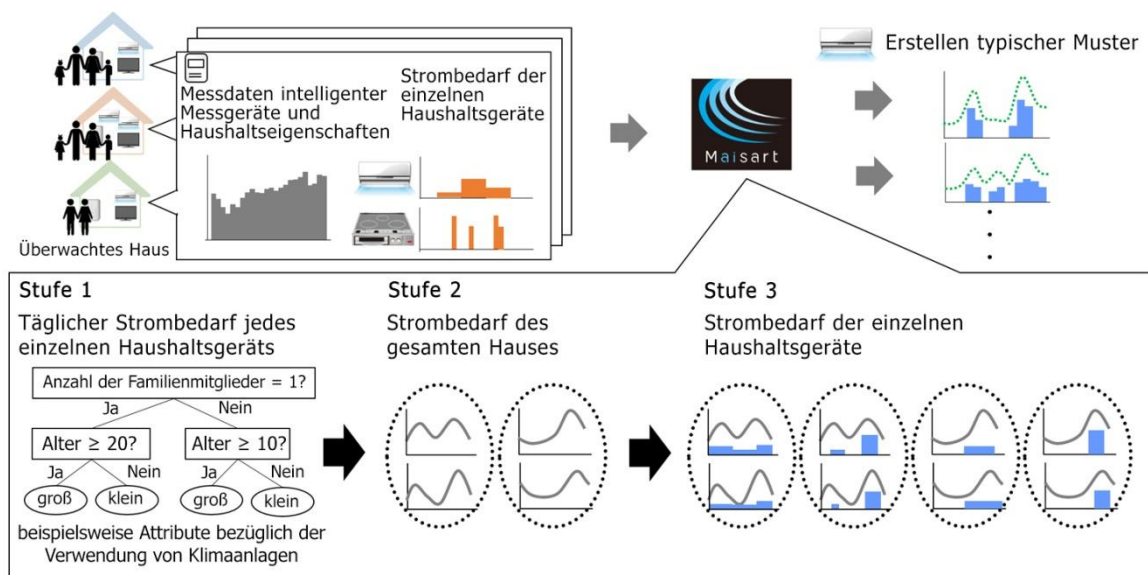 Erstellen typischer Muster
Messdaten intelligenter
Messgeräte und
Haushaltseigenschaften
Strombedarf der
einzelnen
Haushaltsgeräte
Maisart
Überwachtes Haus
Stufe 1
Täglicher Strombedarf jedes
einzelnen Haushaltsgeräts
Anzahl der Familienmitglieder = 1?
Ja
Nein
Alter ≥ 20?
Alter ≥ 10?
Ja
Nein
Ja
Nein
groß
klein
groß
klein
beispielsweise Attribute bezüglich der
Verwendung von Klimaanlagen
Stufe 2
Strombedarf des
gesamten Hauses
Stufe 3
Strombedarf der einzelnen
Haushaltsgeräte